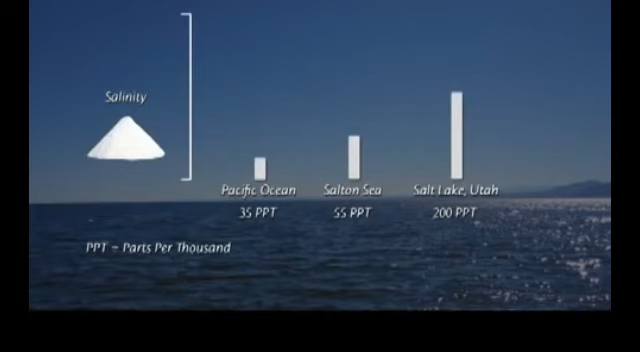 Salinity
Pacific Ocean
35 PPT
Salton Sea
55 PPT
Salt Lake, Utah
200 PPT
PPT = Parts Per Thousand